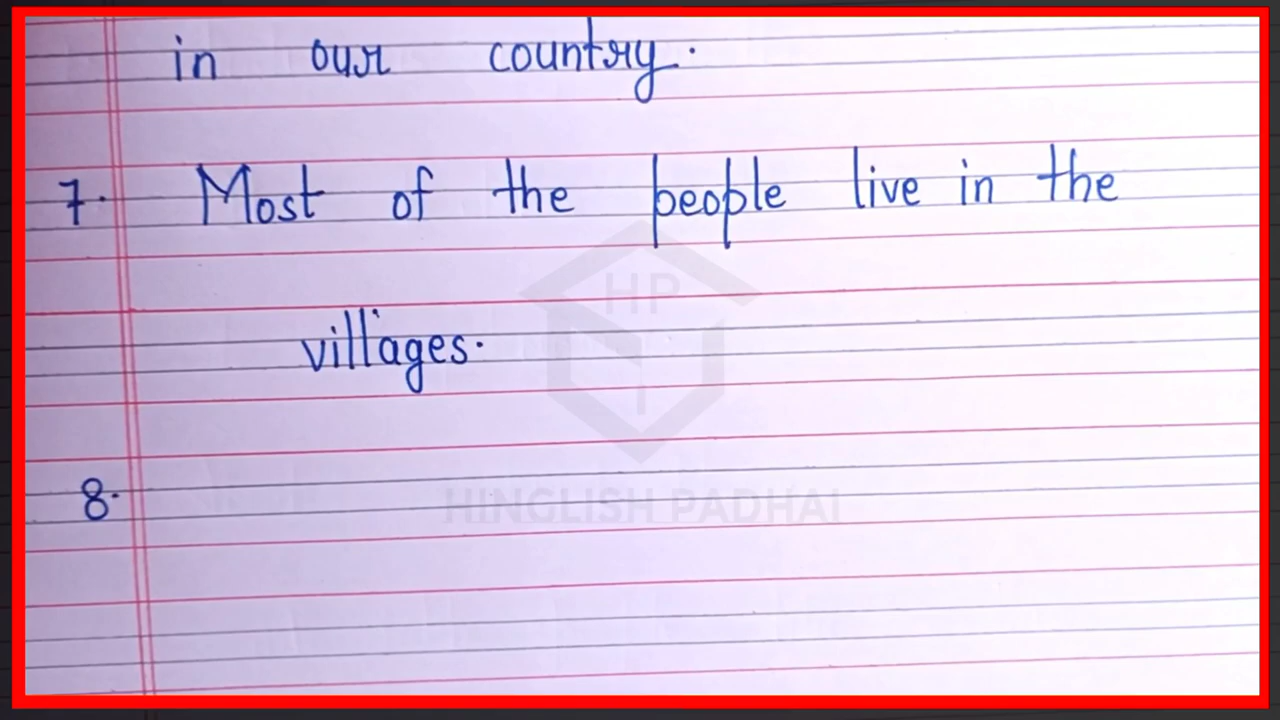 in our country.
7. Most of the people live in the
villages.
8.
HP
HINGLISH PADHAI